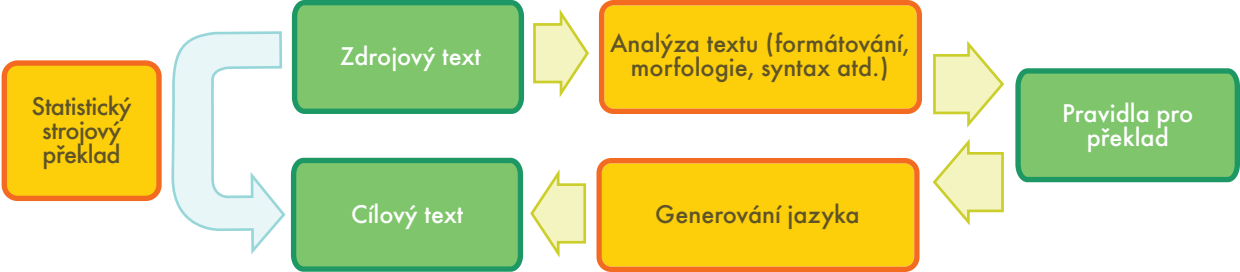 Statistický
strojový
překlad
Zdrojový text
Analýza textu (formátování,
morfologie, syntax atd.)
Pravidla pro
překlad
Generování jazyka
Cílový text